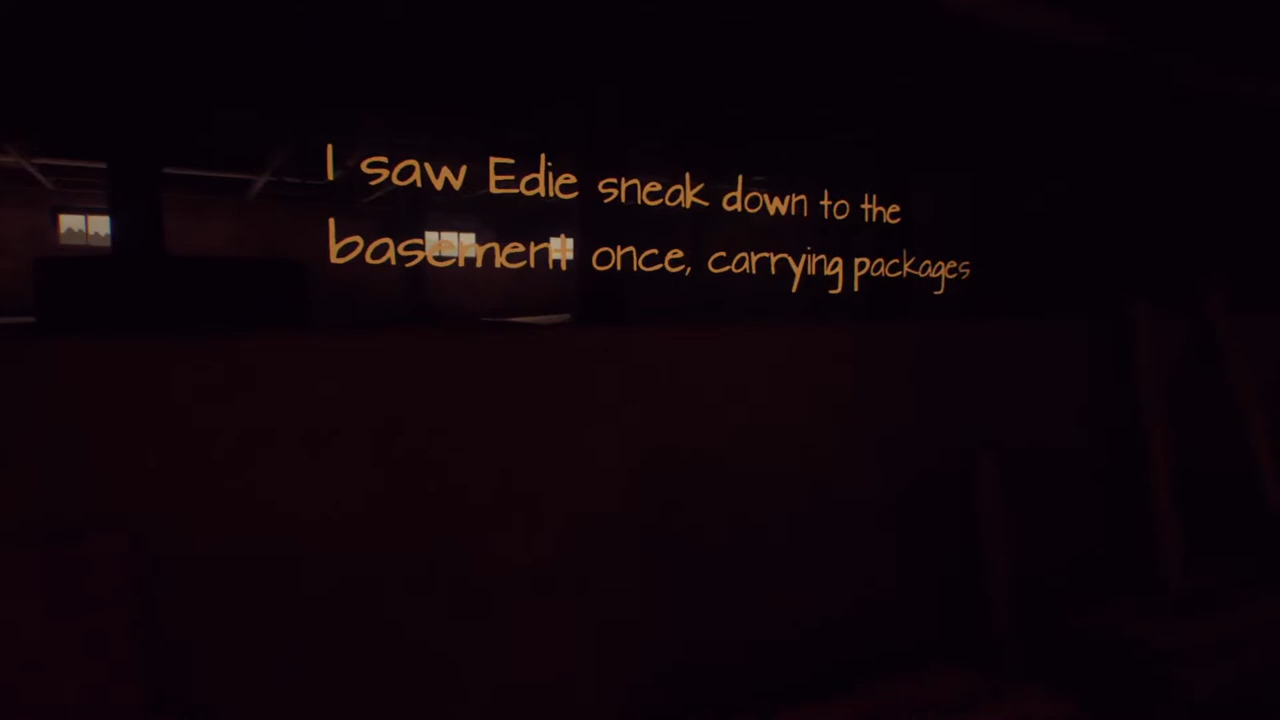 I saw Edie sneak down to the
basement once, carrying packages